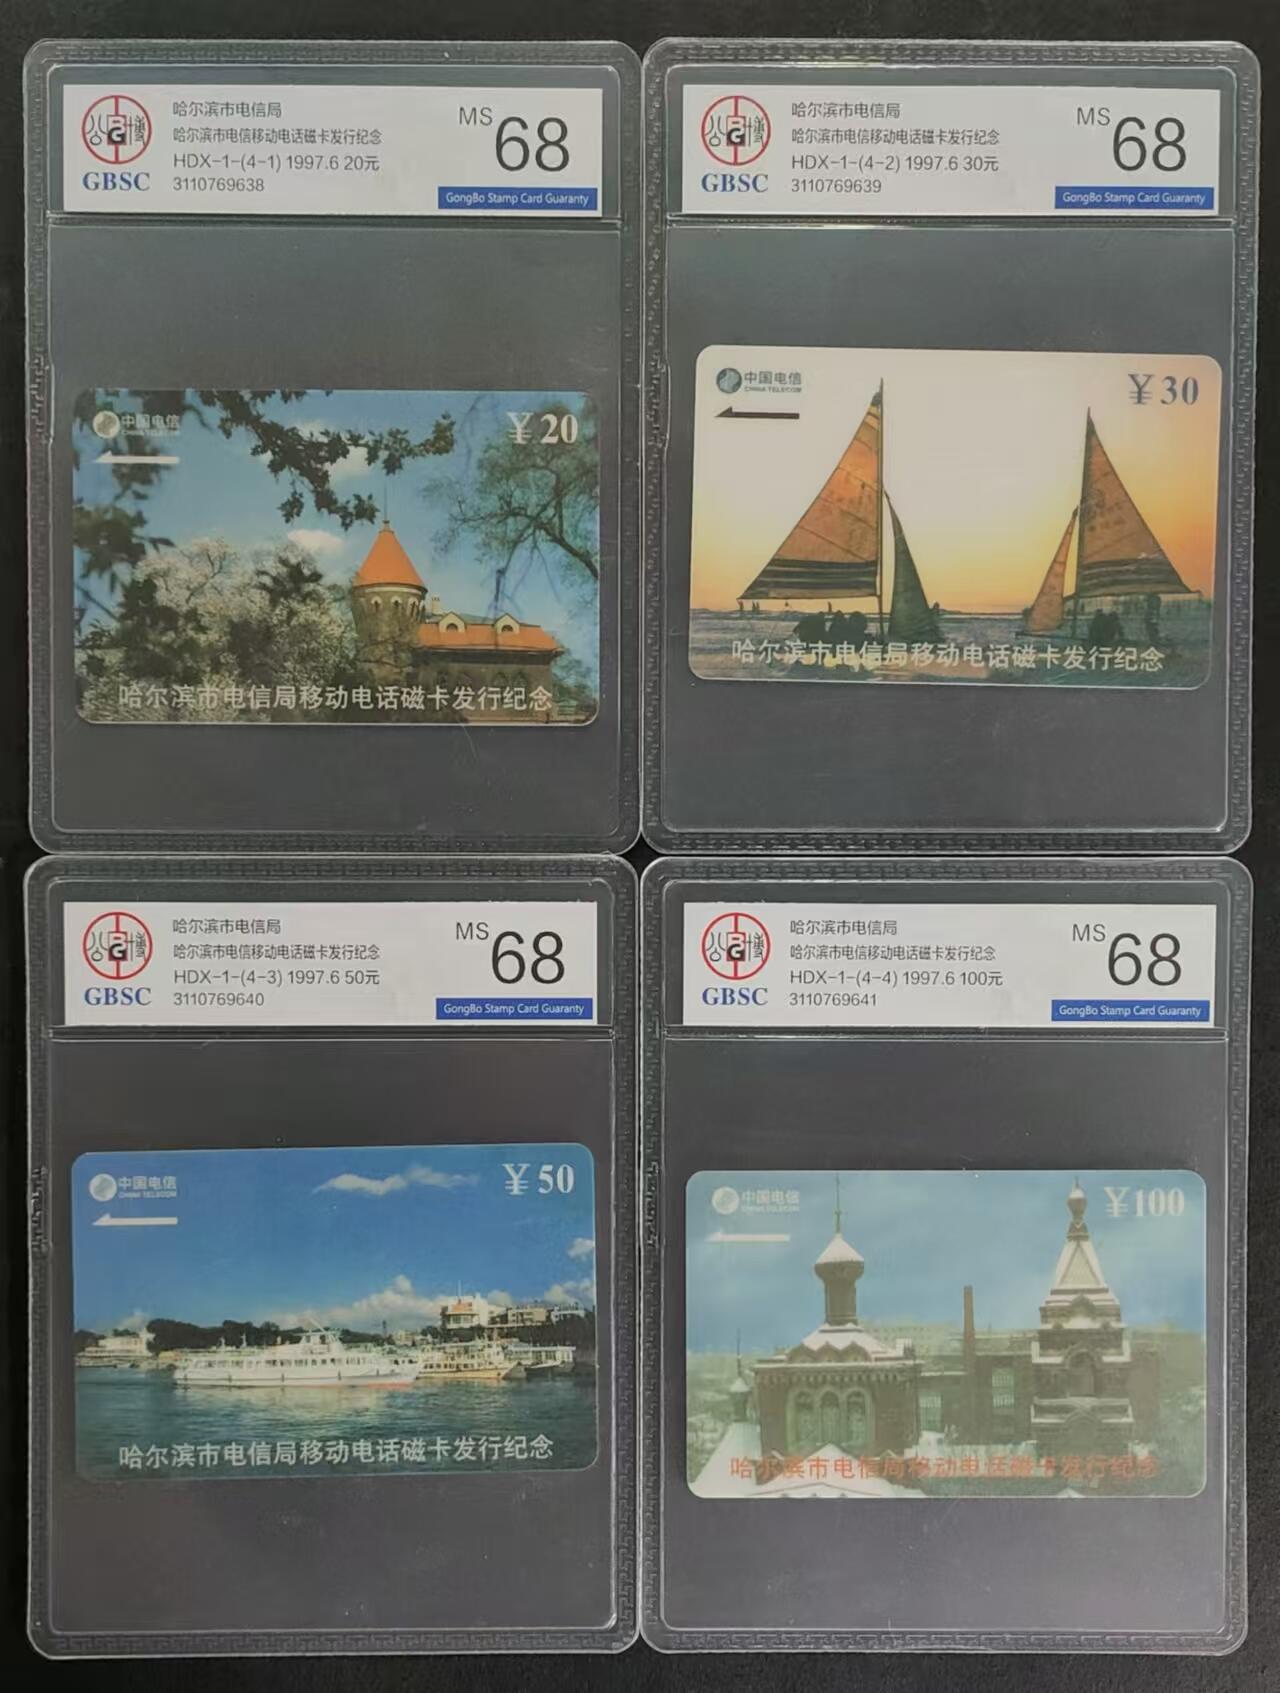 哈尔滨市电信局
哈尔滨市电信移动电话磁卡发行纪念
HDX-1-(4-1) 1997.6 20元
3110769638
MS 68
GBSC
GongBo Stamp Card Guaranty
中国电信
CHINA TELECOM
¥20
哈尔滨市电信局移动电话磁卡发行纪念
哈尔滨市电信局
哈尔滨市电信移动电话磁卡发行纪念
HDX-1-(4-2) 1997.6 30元
3110769639
MS 68
GBSC
GongBo Stamp Card Guaranty
中国电信
CHINA TELECOM
¥30
哈尔滨市电信局移动电话磁卡发行纪念
哈尔滨市电信局
哈尔滨市电信移动电话磁卡发行纪念
HDX-1-(4-3) 1997.6 50元
3110769640
MS 68
GBSC
GongBo Stamp Card Guaranty
中国电信
CHINA TELECOM
¥50
哈尔滨市电信局移动电话磁卡发行纪念
哈尔滨市电信局
哈尔滨市电信移动电话磁卡发行纪念
HDX-1-(4-4) 1997.6 100元
3110769641
MS 68
GBSC
GongBo Stamp Card Guaranty
中国电信
CHINA TELECOM
¥100
哈尔滨市电信局移动电话磁卡发行纪念